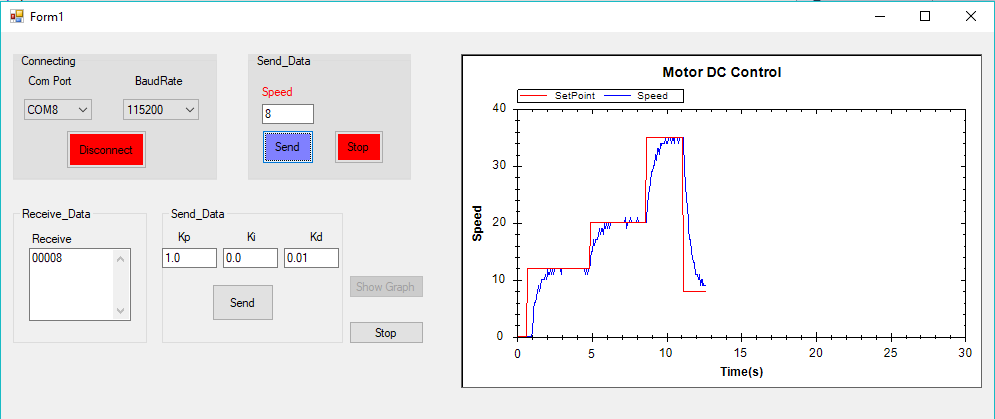 Form1
Connecting
Com Port BaudRate
COM8 115200
Disconnect
Send_Data
Speed
8
Send Stop
Receive_Data
Receive
00008
Send_Data
Kp Ki Kd
1.0 0.0 0.01
Send
Show Graph
Stop
Motor DC Control
SetPoint Speed
40
30
20
10
0
Speed
0 5 10 15 20 25 30
Time(s)